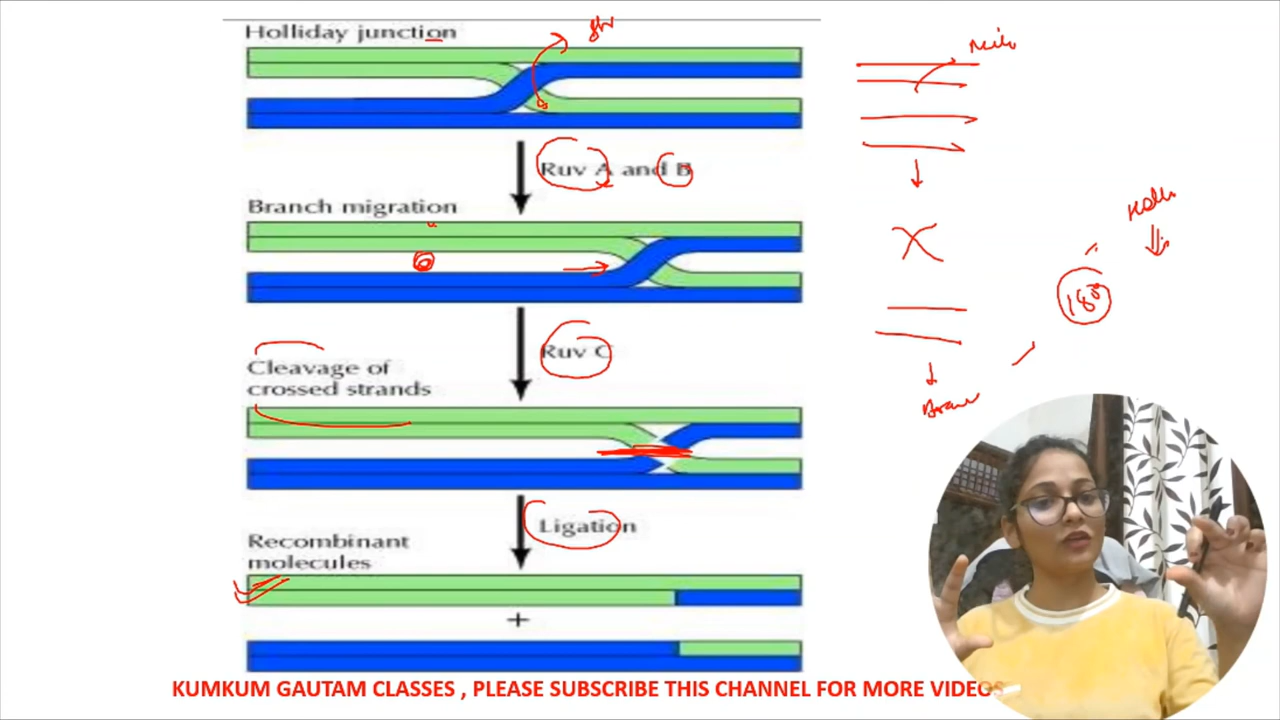 Holliday junction
Ruv A and B
Branch migration
Ruv C
Cleavage of
crossed strands
Ligation
Recombinant
molecules
+
180
KUMKUM GAUTAM CLASSES , PLEASE SUBSCRIBE THIS CHANNEL FOR MORE VIDEOS